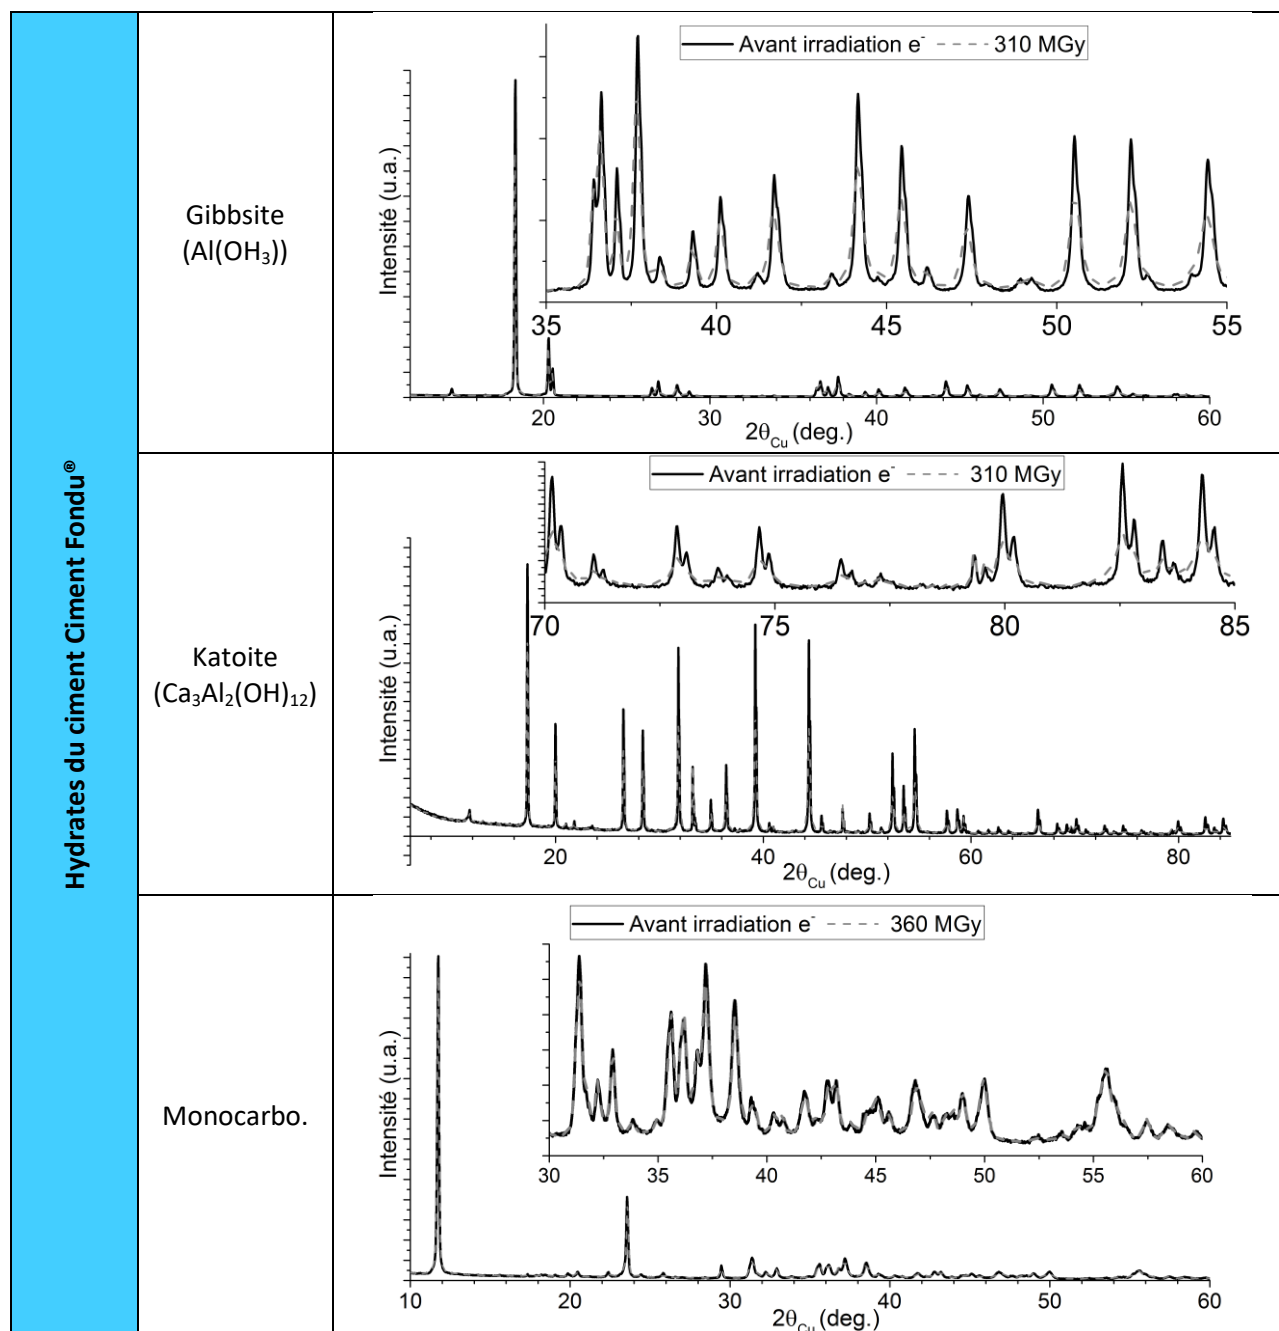 Hydrates du ciment Ciment Fondu®
Gibbsite
(Al(OH₃))
Avant irradiation e⁻ 310 MGy
Intensité (u.a.)
35 40 45 50 55
20 30 40 50 60
2θCu (deg.)
Katoite
(Ca₃Al₂(OH)₁₂)
Avant irradiation e⁻ 310 MGy
Intensité (u.a.)
70 75 80 85
20 40 60 80
2θCu (deg.)
Monocarbo.
Avant irradiation e⁻ 360 MGy
Intensité (u.a.)
30 35 40 45 50 55 60
10 20 30 40 50 60
2θCu (deg.)